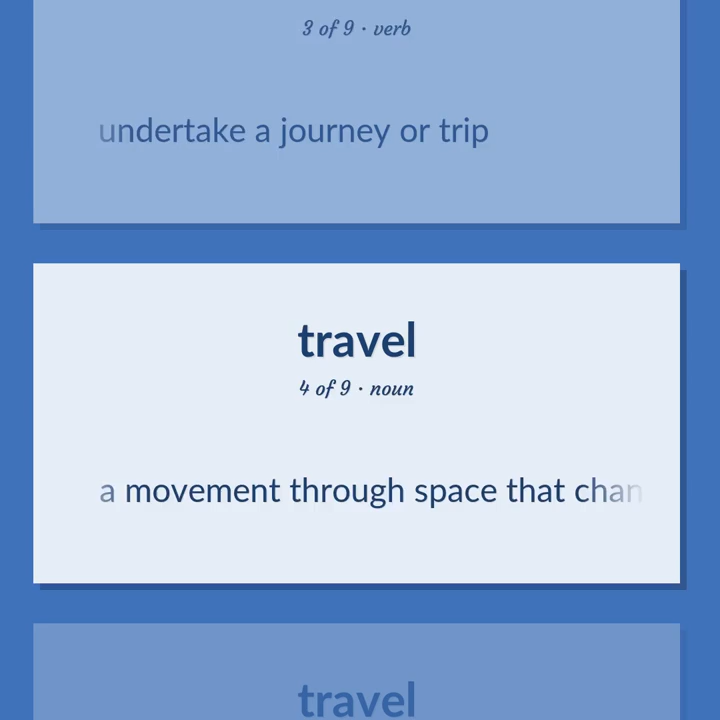 3 of 9 · verb
undertake a journey or trip
travel
4 of 9 · noun
a movement through space that chan
travel